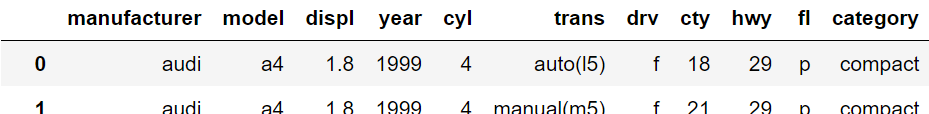 manufacturer model displ year cyl trans drv cty hwy fl category
0 audi a4 1.8 1999 4 auto(l5) f 18 29 p compact
1 audi a4 1.8 1999 4 manual(m5) f 21 29 p compact